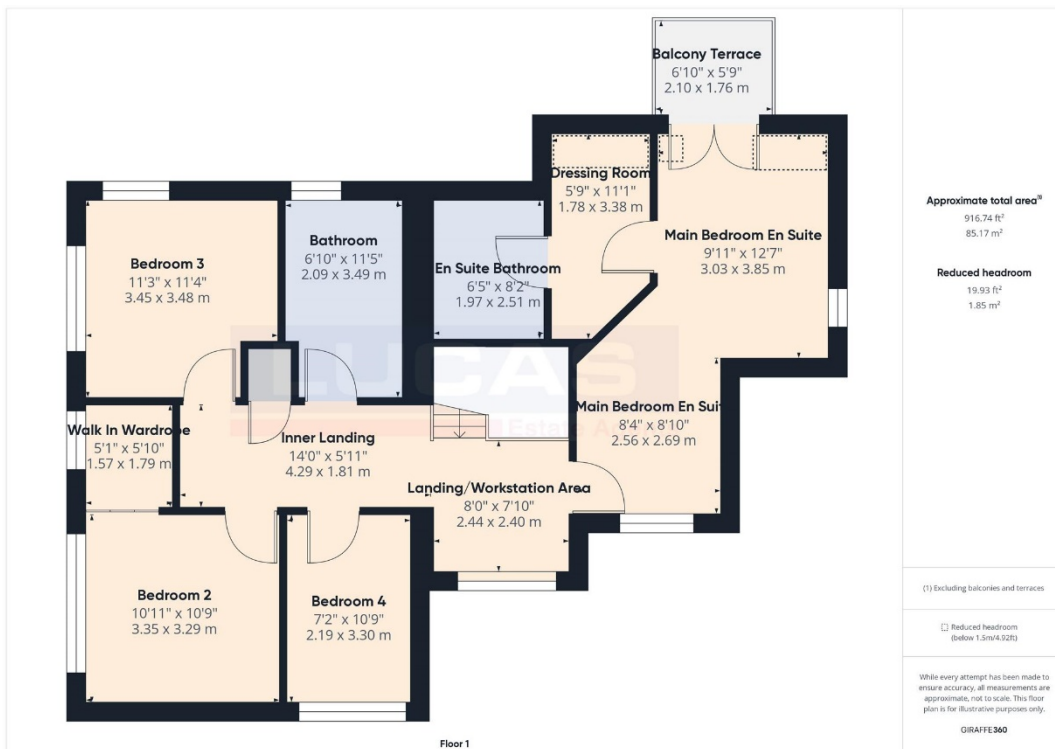 Balcony Terrace
6'10" x 5'9"
2.10 x 1.76 m
Dressing Room
5'9" x 11'1"
1.78 x 3.38 m
Main Bedroom En Suite
9'11" x 12'7"
3.03 x 3.85 m
Bedroom 3
11'3" x 11'4"
3.45 x 3.48 m
Bathroom
6'10" x 11'5"
2.09 x 3.49 m
En Suite Bathroom
6'5" x 8'2"
1.97 x 2.51 m
LUCAS
Estate
Walk In Wardrobe
5'1" x 5'10"
1.57 x 1.79 m
Inner Landing
14'0" x 5'11"
4.29 x 1.81 m
Main Bedroom En Suit
8'4" x 8'10"
2.56 x 2.69 m
Landing/Workstation Area
8'0" x 7'10"
2.44 x 2.40 m
Bedroom 2
10'11" x 10'9"
3.35 x 3.29 m
Bedroom 4
7'2" x 10'9"
2.19 x 3.30 m
Floor 1
Approximate total area⁽¹⁾
916.74 ft²
85.17 m²
Reduced headroom
19.93 ft²
1.85 m²
(1) Excluding balconies and terraces
Reduced headroom
(below 1.5m/4.92ft)
While every attempt has been made to
ensure accuracy, all measurements are
approximate, not to scale. This floor
plan is for illustrative purposes only.
GIRAFFE360